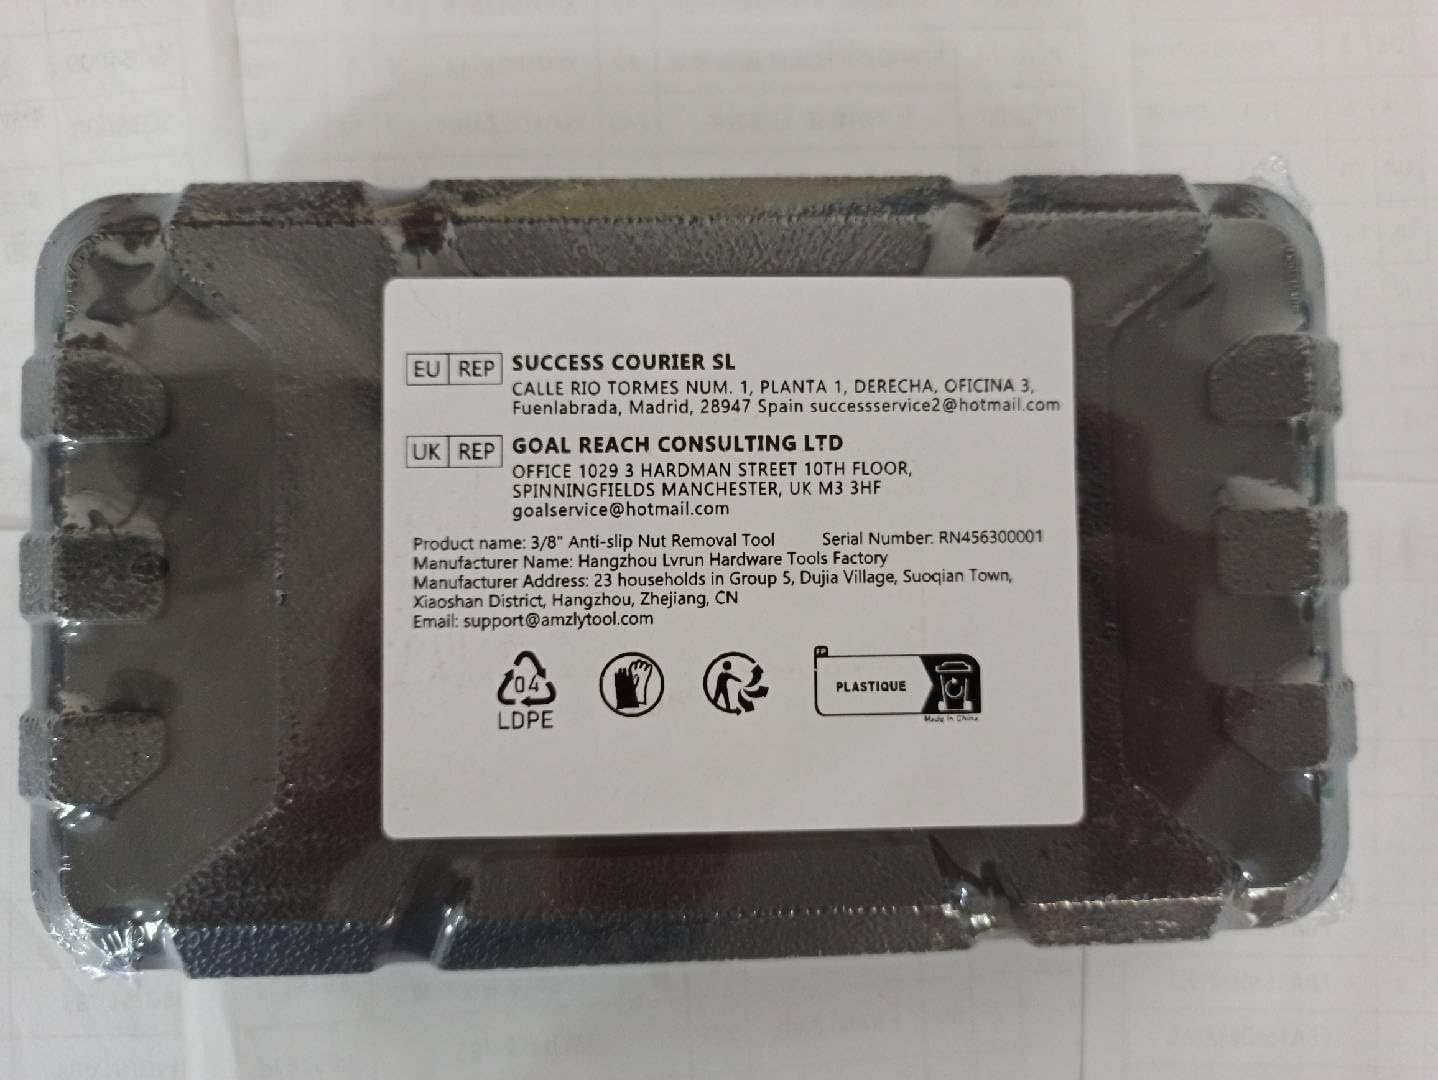 EU REP SUCCESS COURIER SL
CALLE RIO TORMES NUM. 1, PLANTA 1, DERECHA, OFICINA 3,
Fuenlabrada, Madrid, 28947 Spain successservice2@hotmail.com
UK REP GOAL REACH CONSULTING LTD
OFFICE 1029 3 HARDMAN STREET 10TH FLOOR,
SPINNINGFIELDS MANCHESTER, UK M3 3HF
goalservice@hotmail.com
Product name: 3/8" Anti-slip Nut Removal Tool Serial Number: RN456300001
Manufacturer Name: Hangzhou Lvrun Hardware Tools Factory
Manufacturer Address: 23 households in Group 5, Dujia Village, Suoqian Town,
Xiaoshan District, Hangzhou, Zhejiang, CN
Email: support@amzlytool.com
04
LDPE
FR
PLASTIQUE
Made In China